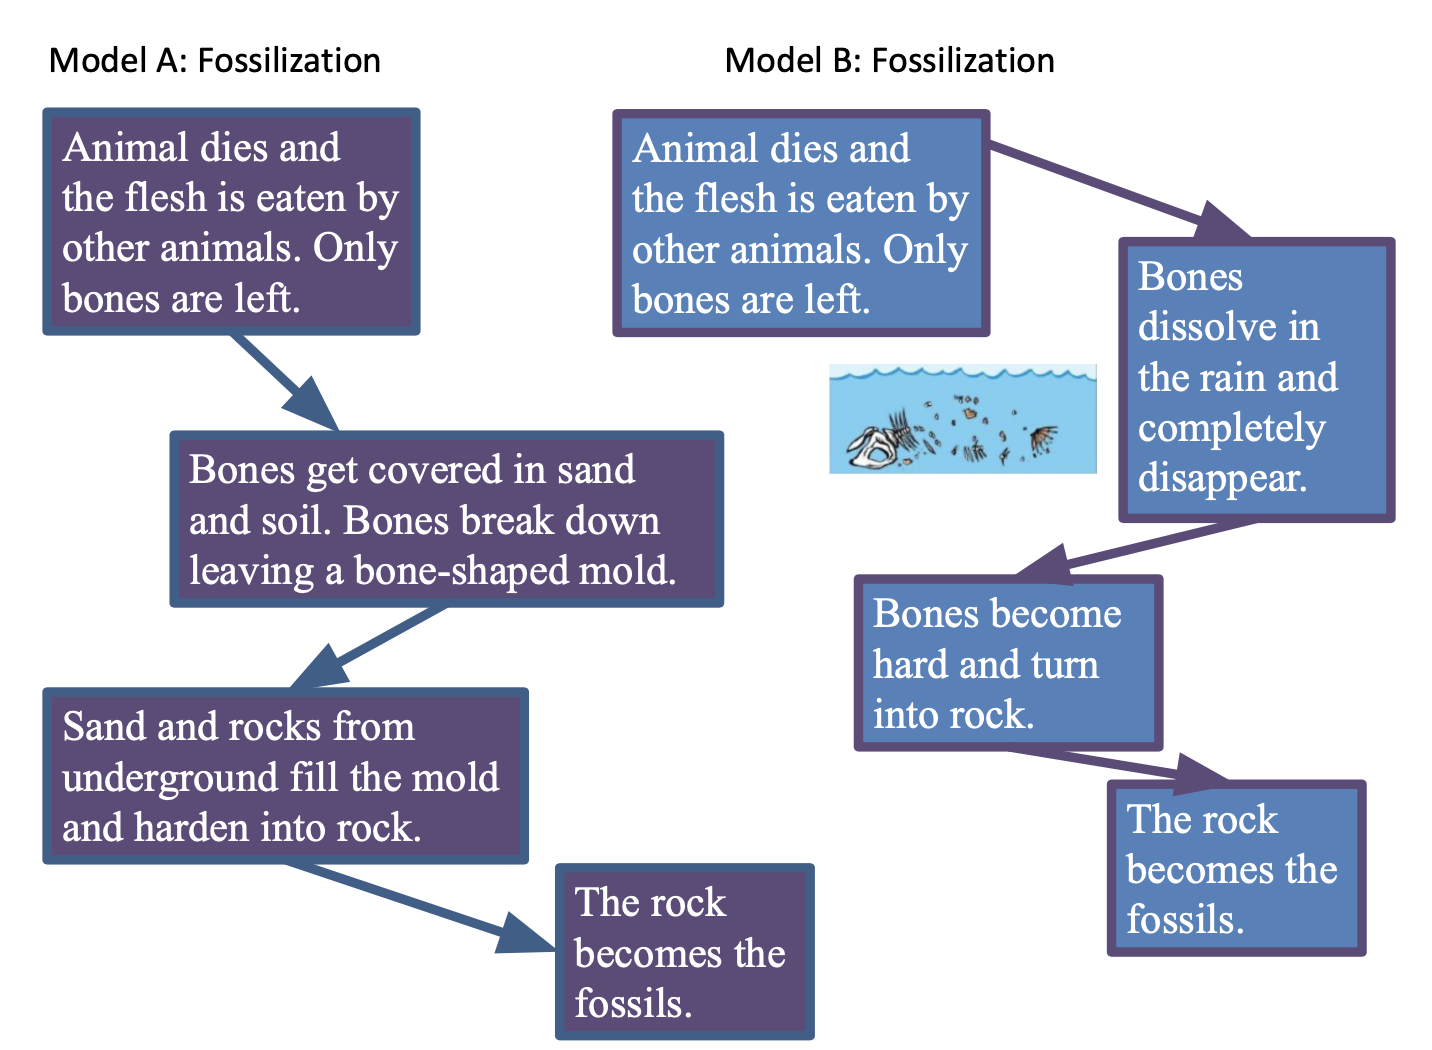 Model A: Fossilization
Animal dies and
the flesh is eaten by
other animals. Only
bones are left.
Bones get covered in sand
and soil. Bones break down
leaving a bone-shaped mold.
Sand and rocks from
underground fill the mold
and harden into rock.
The rock
becomes the
fossils.
Model B: Fossilization
Animal dies and
the flesh is eaten by
other animals. Only
bones are left.
Bones
dissolve in
the rain and
completely
disappear.
Bones become
hard and turn
into rock.
The rock
becomes the
fossils.